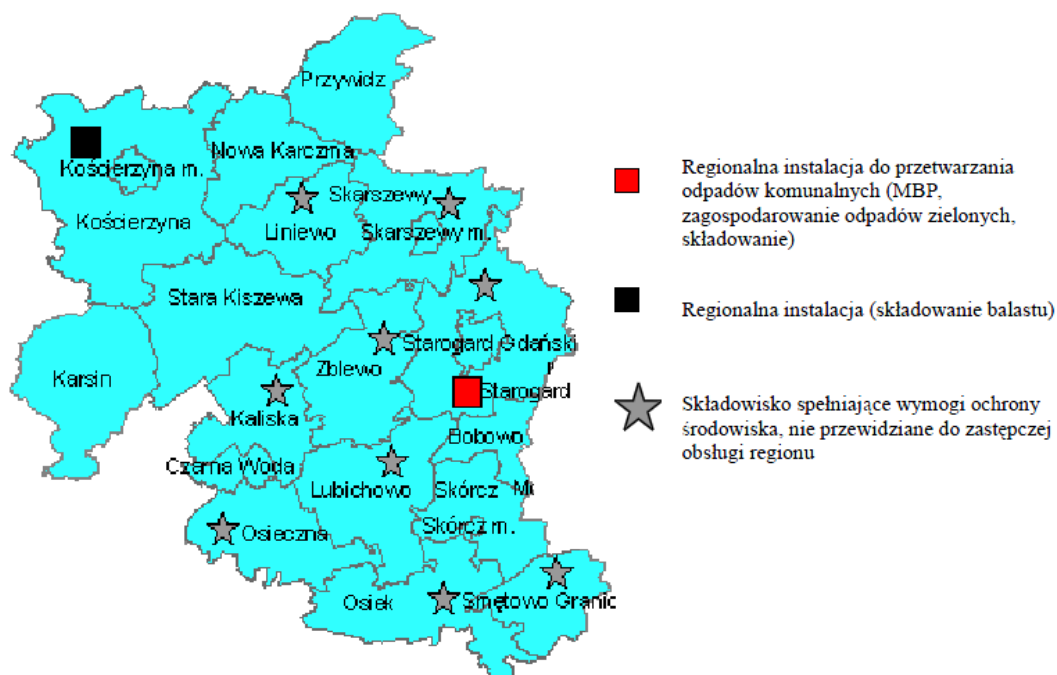 Przywidz
Nowa Karczma
Kościerzyna m.
Skarszewy
Kościerzyna
Liniewo
Skarszewy m.
Stara Kiszewa
Starogard Gdański
Zblewo
Karsin
Starogard
Kaliska
Bobowo
Czarna Woda
Lubichowo
Skórcz
Skórcz m.
Osieczna
Osiek
Smętowo Granic
Regionalna instalacja do przetwarzania
odpadów komunalnych (MBP,
zagospodarowanie odpadów zielonych,
składowanie)
Regionalna instalacja (składowanie balastu)
Składowisko spełniające wymogi ochrony
środowiska, nie przewidziane do zastępczej
obsługi regionu